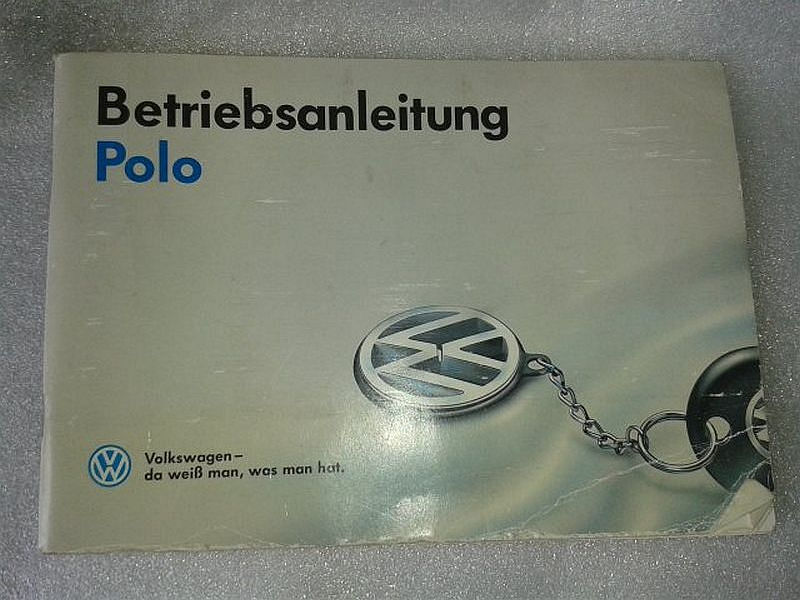 Betriebsanleitung
Polo
Volkswagen –
da weiß man, was man hat.